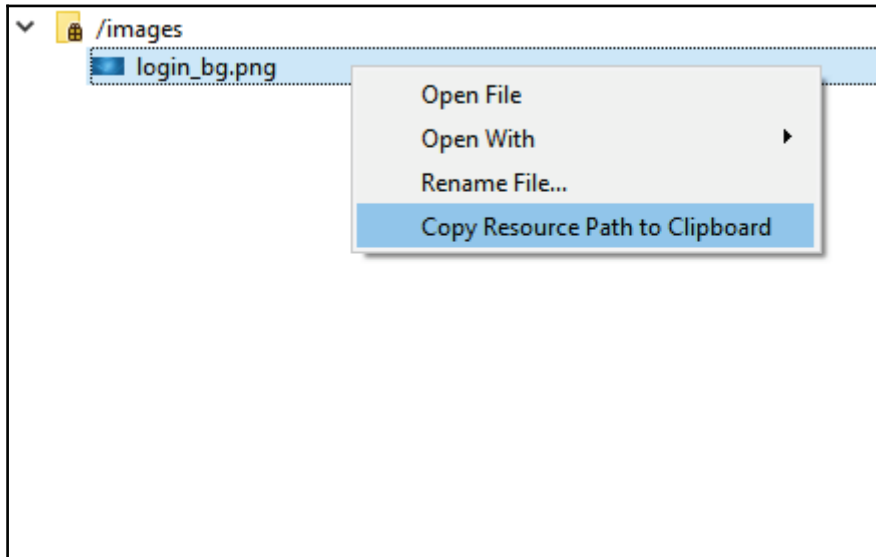 /images
login_bg.png
Open File
Open With
Rename File...
Copy Resource Path to Clipboard